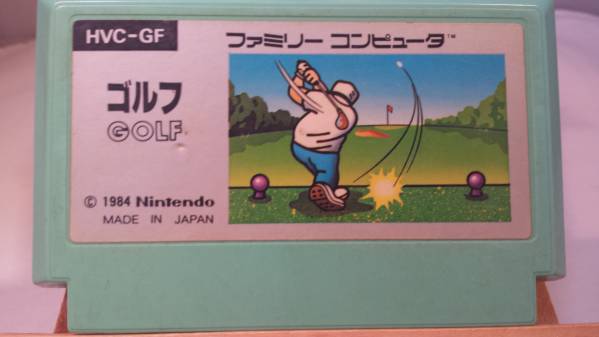 HVC-GF
ファミリー コンピュータ™
ゴルフ
GOLF
© 1984 Nintendo
MADE IN JAPAN